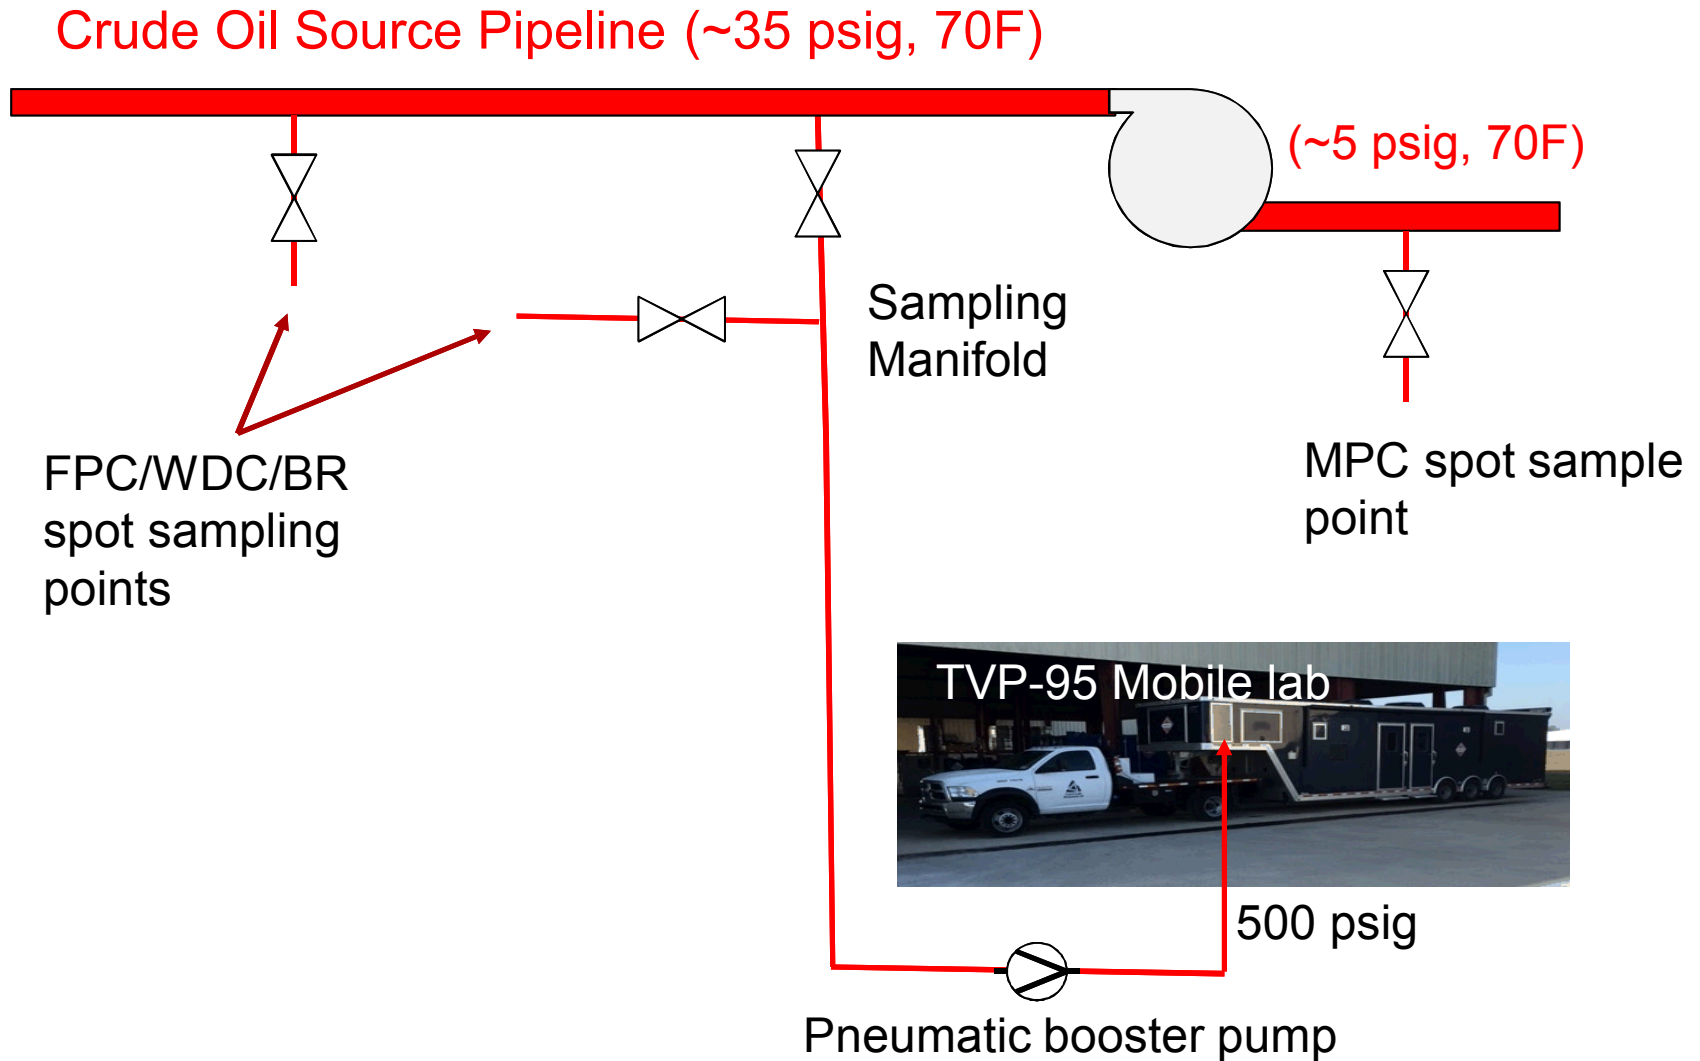 Crude Oil Source Pipeline (~35 psig, 70F)
(~5 psig, 70F)
Sampling
Manifold
FPC/WDC/BR
spot sampling
points
MPC spot sample
point
TVP-95 Mobile lab
500 psig
Pneumatic booster pump